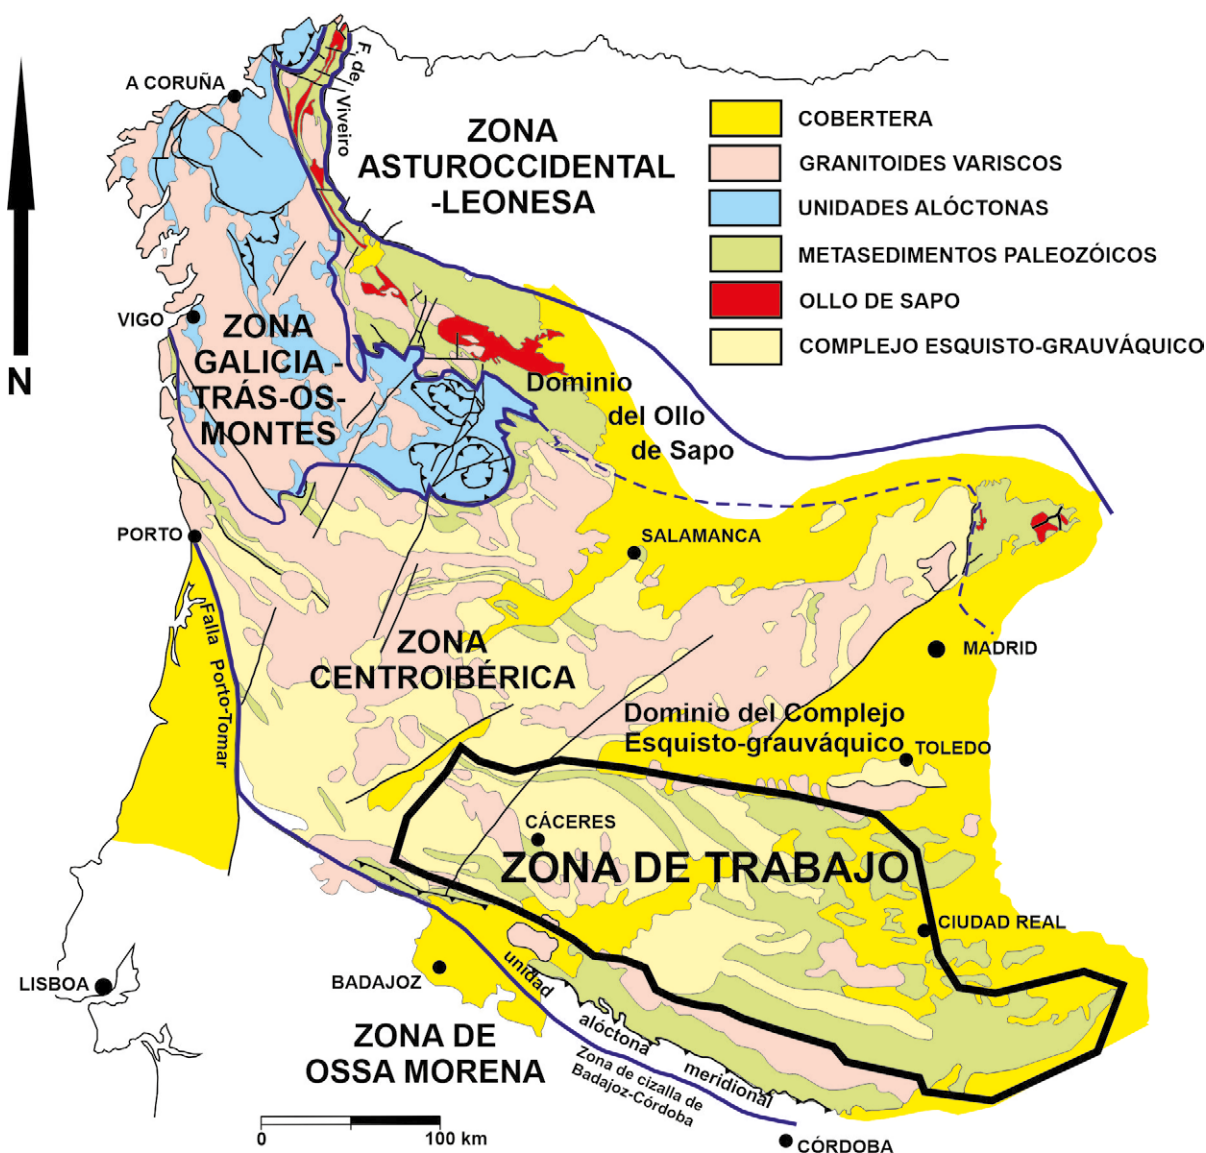 A CORUÑA
F. de Viveiro
ZONA
ASTUROCCIDENTAL
-LEONESA
COBERTERA
GRANITOIDES VARISCOS
UNIDADES ALÓCTONAS
METASEDIMENTOS PALEOZÓICOS
OLLO DE SAPO
COMPLEJO ESQUISTO-GRAUVÁQUICO
N
VIGO
ZONA
GALICIA -
TRÁS-OS-
MONTES
Dominio
del Ollo
de Sapo
PORTO
SALAMANCA
Falla Porto-Tomar
ZONA
CENTROIBÉRICA
MADRID
Dominio del Complejo
Esquisto-grauváquico
TOLEDO
CÁCERES
ZONA DE TRABAJO
CIUDAD REAL
LISBOA
BADAJOZ
unidad
alóctona
meridional
ZONA DE
OSSA MORENA
Zona de cizalla de
Badajoz-Córdoba
0
100 km
CÓRDOBA